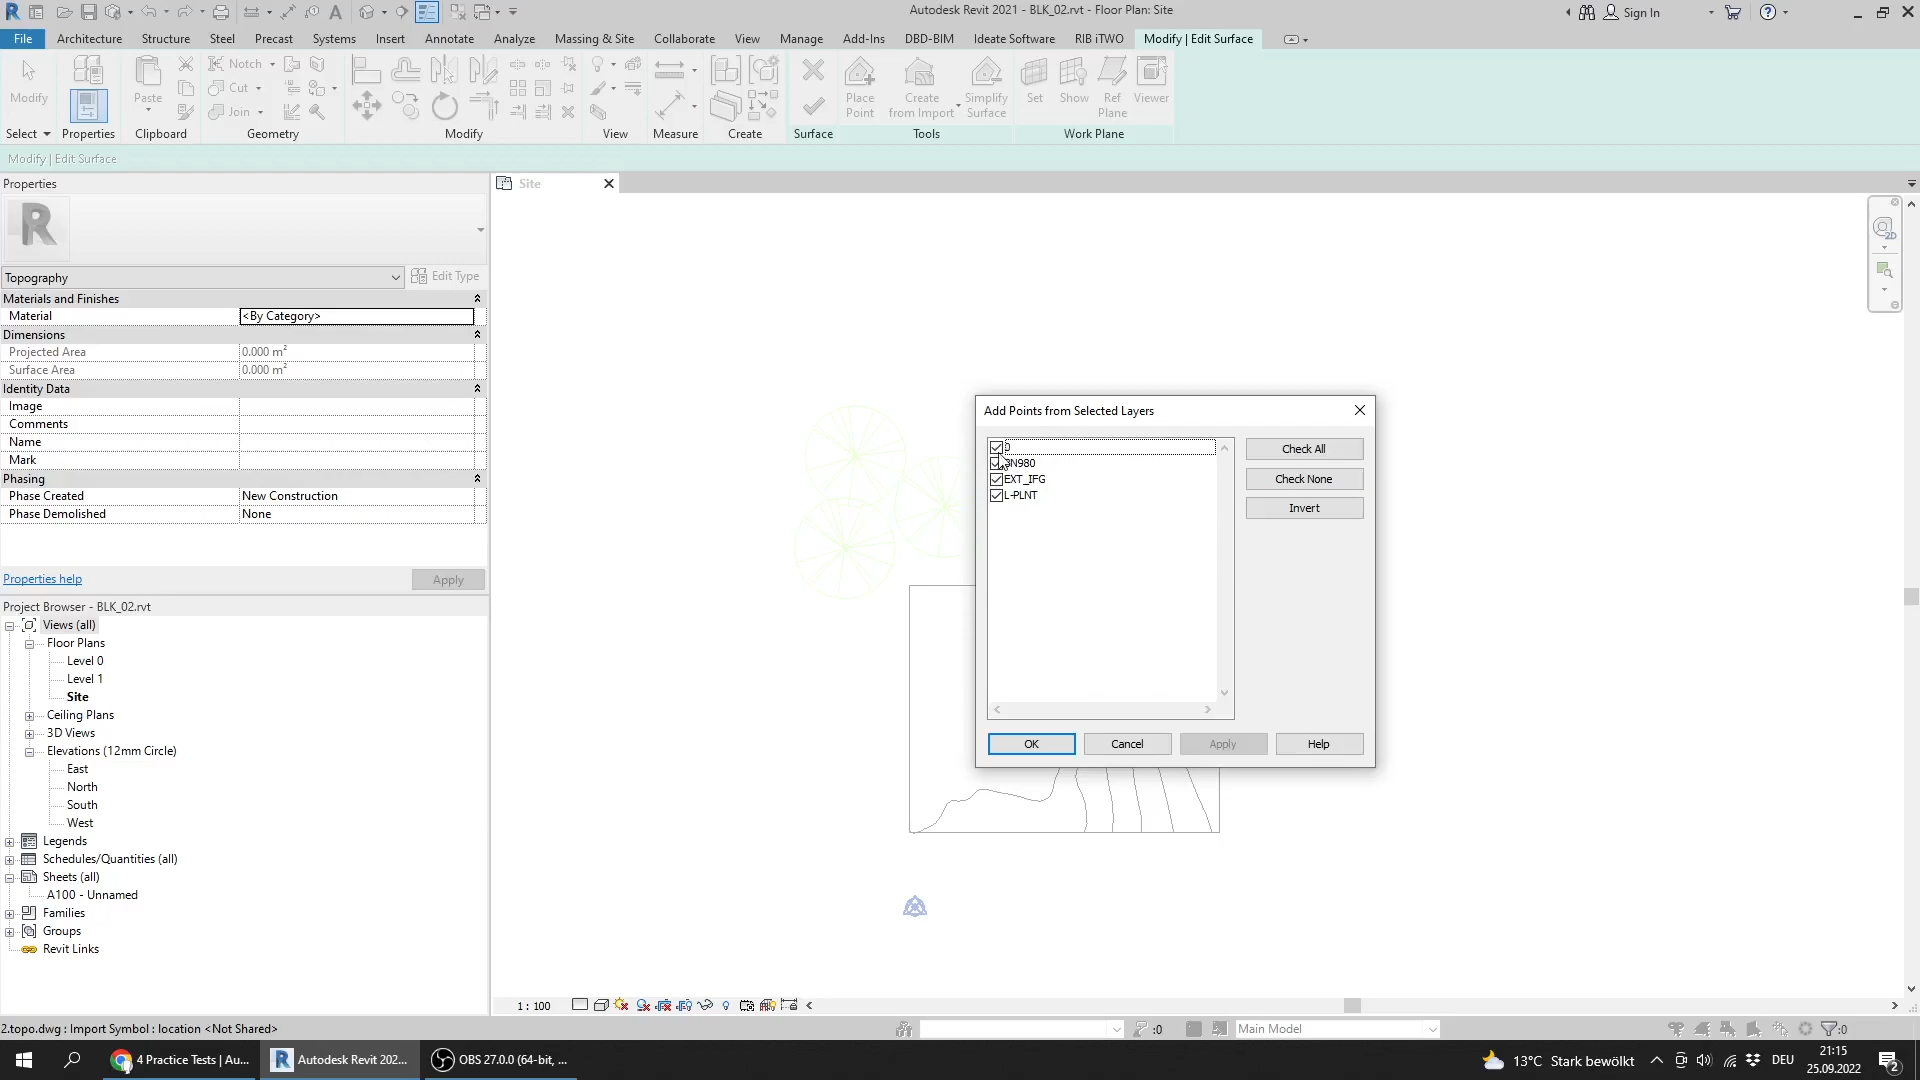 Autodesk Revit 2021 - BLK_02.rvt - Floor Plan: Site
Sign In
File Architecture Structure Steel Precast Systems Insert Annotate Analyze Massing & Site Collaborate View Manage Add-Ins DBD-BIM Ideate Software RIB iTWO Modify | Edit Surface
Modify
Paste
Notch
Cut
Join
Place Point
Create from Import
Simplify Surface
Set
Show
Ref Plane
Viewer
Select Properties Clipboard Geometry Modify View Measure Create Surface Tools Work Plane
Modify | Edit Surface
Properties
Site
Topography
Edit Type
Materials and Finishes
Material <By Category>
Dimensions
Projected Area 0.000 m²
Surface Area 0.000 m²
Identity Data
Image
Comments
Name
Mark
Phasing
Phase Created New Construction
Phase Demolished None
Properties help
Apply
Project Browser - BLK_02.rvt
Views (all)
Floor Plans
Level 0
Level 1
Site
Ceiling Plans
3D Views
Elevations (12mm Circle)
East
North
South
West
Legends
Schedules/Quantities (all)
Sheets (all)
A100 - Unnamed
Families
Groups
Revit Links
2D
Add Points from Selected Layers
EXT_IFG
L-PLNT
Check All
Check None
Invert
OK
Cancel
Apply
Help
1 : 100
2.topo.dwg : Import Symbol : location <Not Shared>
:0
Main Model
:0
4 Practice Tests | Au...
Autodesk Revit 202...
OBS 27.0.0 (64-bit, ...
13°C Stark bewölkt
DEU
21:15
25.09.2022
2